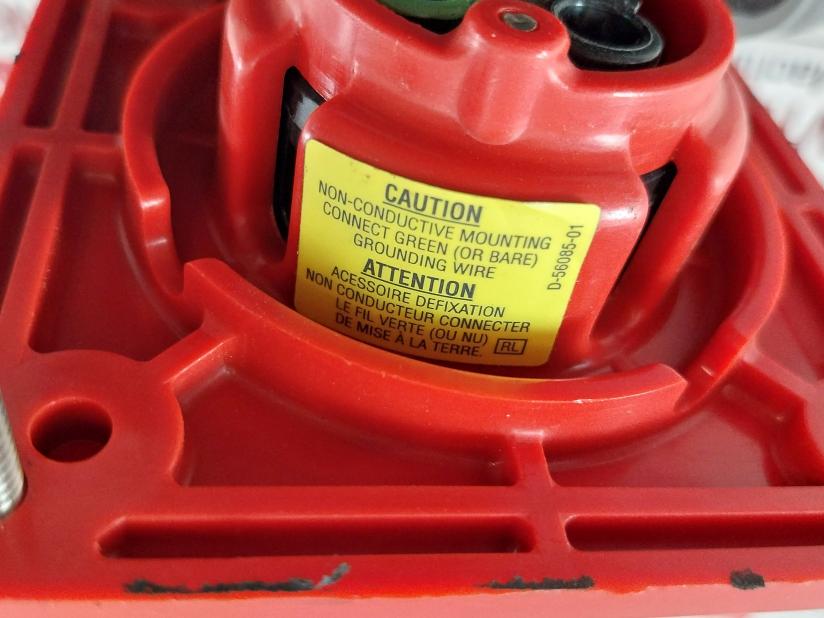 CAUTION
NON-CONDUCTIVE MOUNTING
CONNECT GREEN (OR BARE)
GROUNDING WIRE
ATTENTION
ACESSOIRE DEFIXATION
NON CONDUCTEUR CONNECTER
LE FIL VERTE (OU NU)
DE MISE À LA TERRE.
RL
D-56085-01